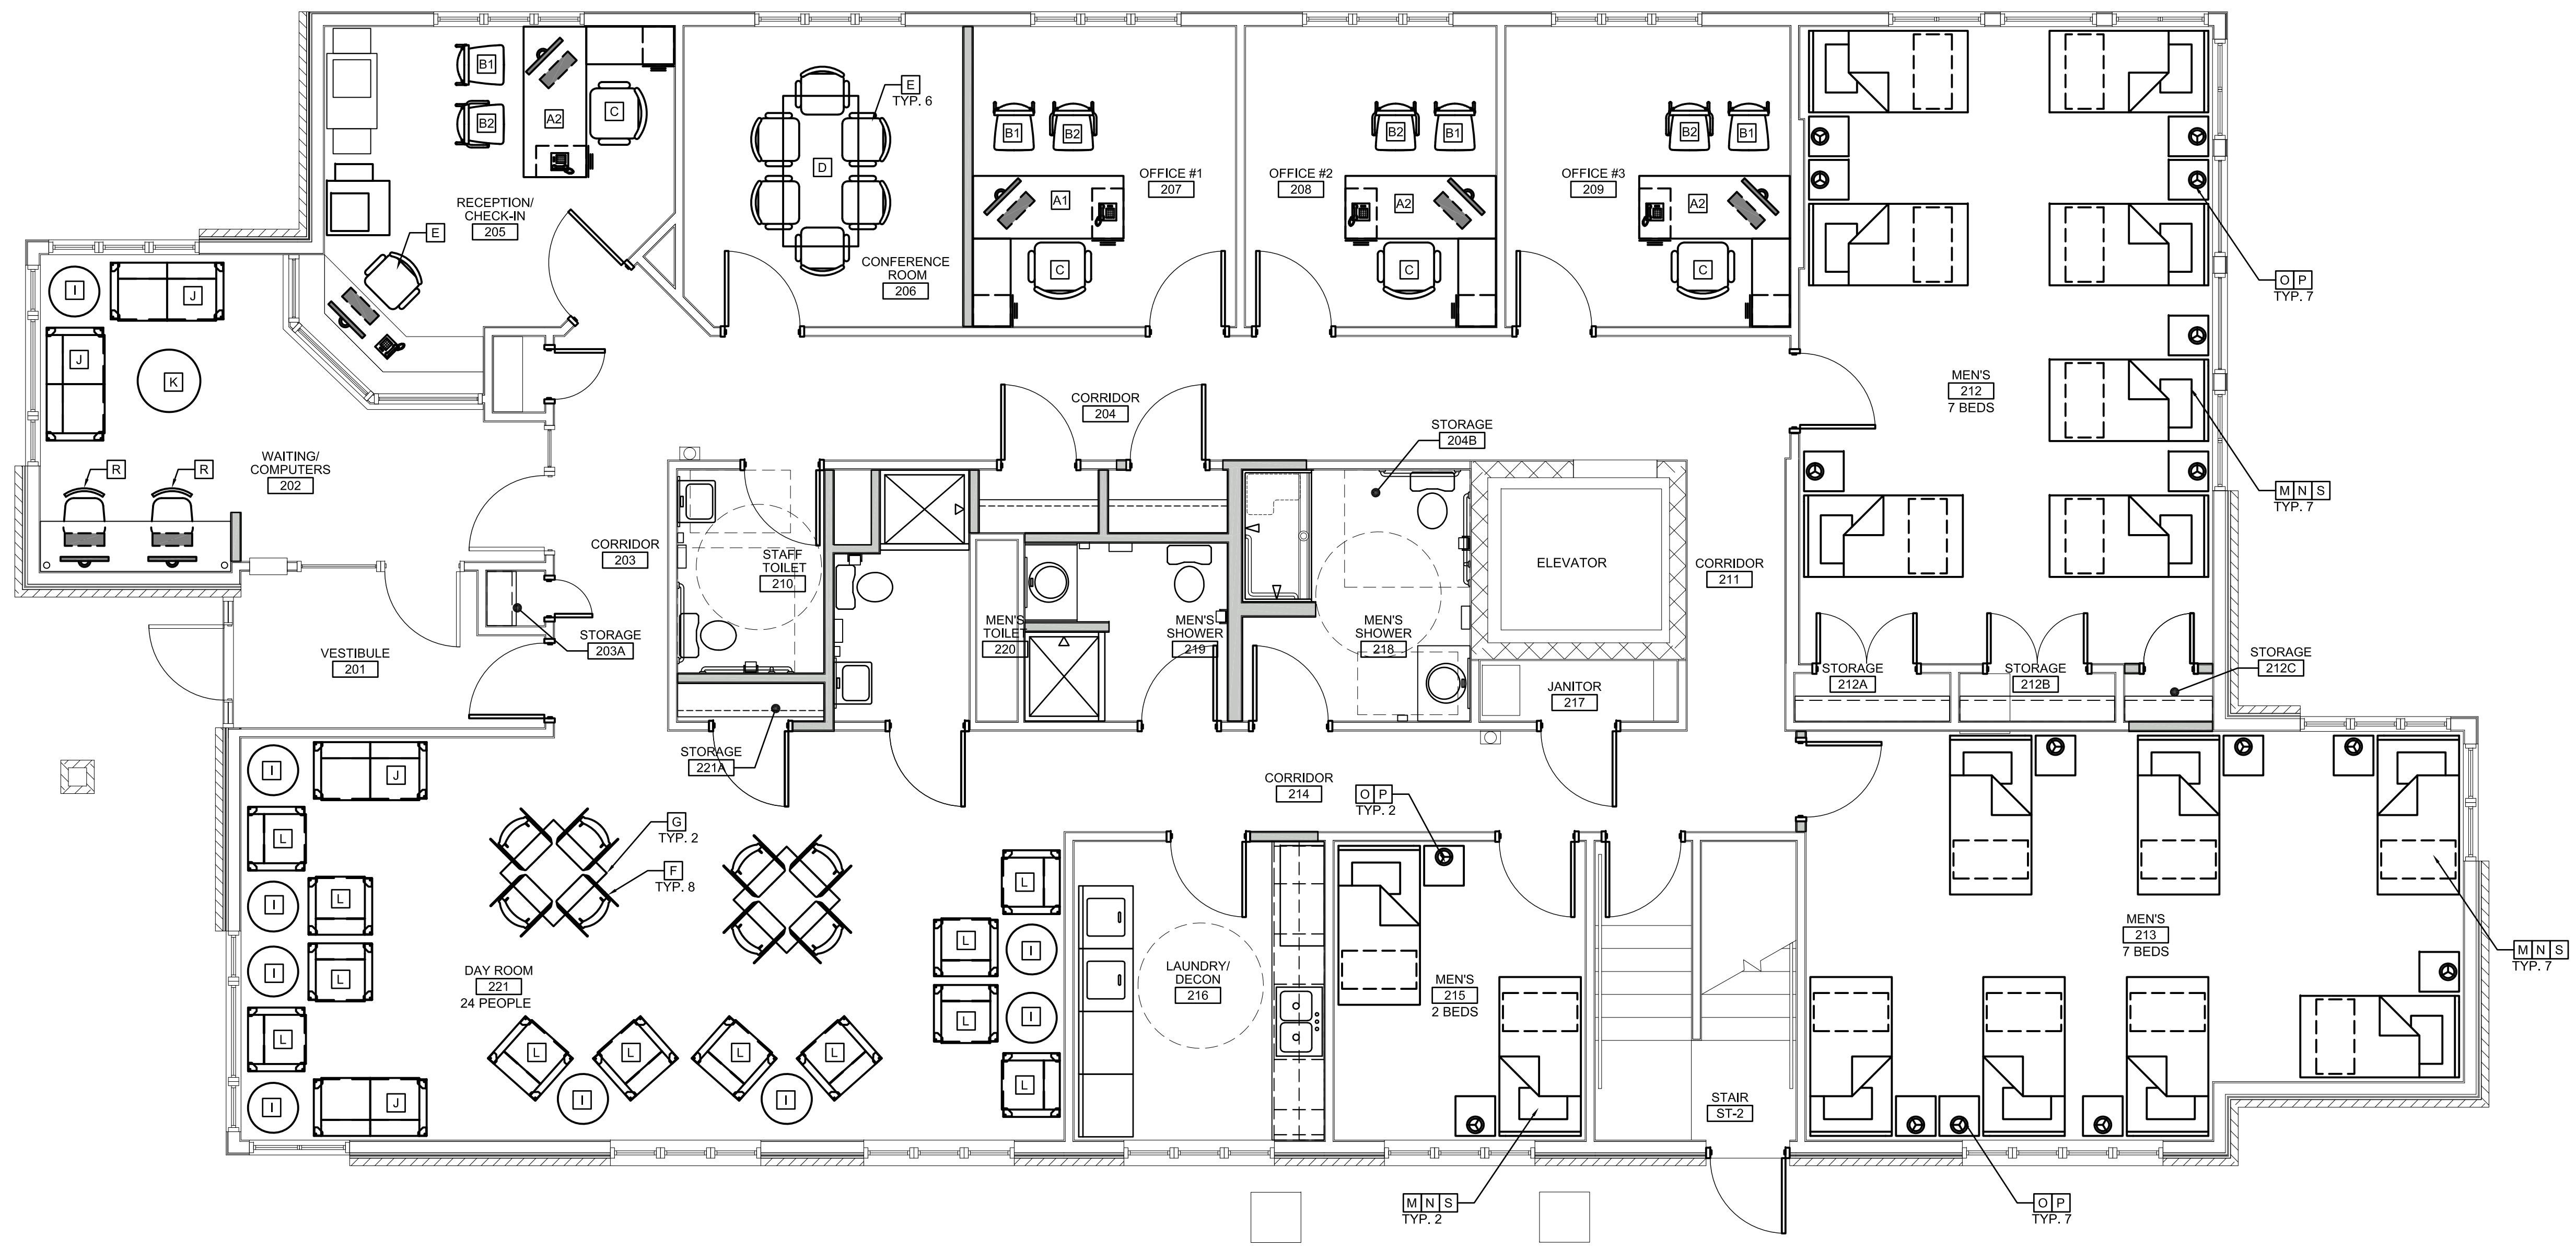 B1
B2
A2
C
RECEPTION/
CHECK-IN
205
E
E
TYP. 6
D
CONFERENCE
ROOM
206
B1
B2
OFFICE #1
207
A1
C
B2
B1
OFFICE #2
208
A2
C
B2
B1
OFFICE #3
209
A2
C
O P
TYP. 7
MEN'S
212
7 BEDS
M N S
TYP. 7
I
J
J
K
R
R
WAITING/
COMPUTERS
202
CORRIDOR
204
STORAGE
204B
CORRIDOR
203
STAFF
TOILET
210
ELEVATOR
CORRIDOR
211
STORAGE
203A
VESTIBULE
201
MEN'S
TOILET
220
MEN'S
SHOWER
219
MEN'S
SHOWER
218
JANITOR
217
STORAGE
212A
STORAGE
212B
STORAGE
212C
STORAGE
221A
CORRIDOR
214
I
J
L
I
L
I
L
L
I
J
G
TYP. 2
F
TYP. 8
DAY ROOM
221
24 PEOPLE
L
L
I
L
L
I
L
L
I
L
I
L
LAUNDRY/
DECON
216
O P
TYP. 2
MEN'S
215
2 BEDS
M N S
TYP. 2
STAIR
ST-2
MEN'S
213
7 BEDS
M N S
TYP. 7
O P
TYP. 7